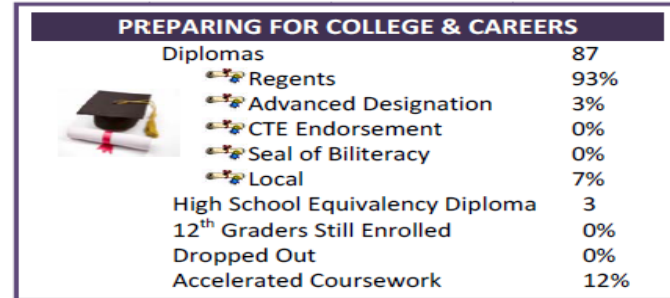 PREPARING FOR COLLEGE & CAREERS
Diplomas 87
Regents 93%
Advanced Designation 3%
CTE Endorsement 0%
Seal of Biliteracy 0%
Local 7%
High School Equivalency Diploma 3
12th Graders Still Enrolled 0%
Dropped Out 0%
Accelerated Coursework 12%